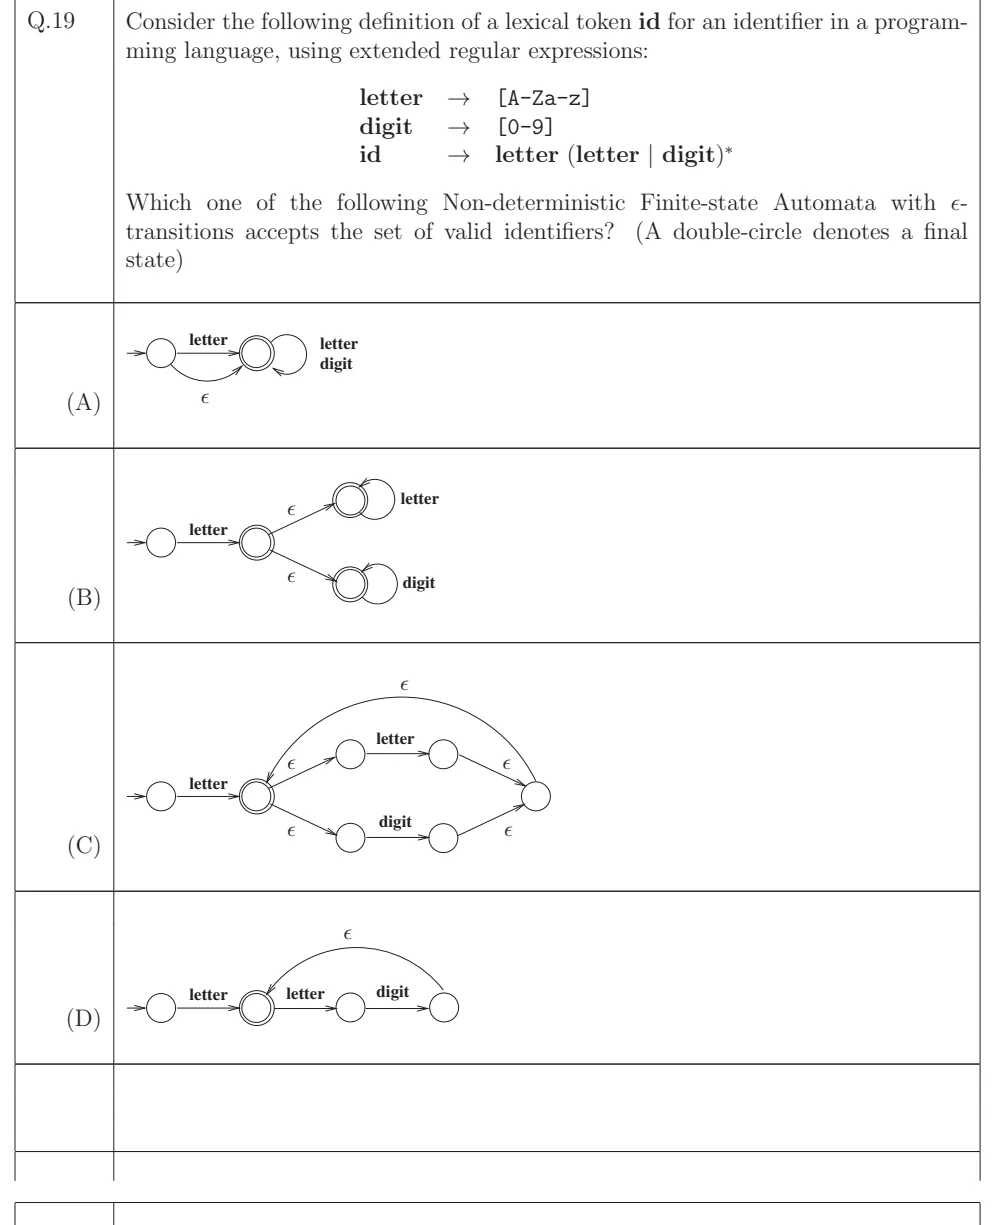 Q.19
Consider the following definition of a lexical token id for an identifier in a program-
ming language, using extended regular expressions:
letter → [A-Za-z]
digit → [0-9]
id → letter (letter | digit)*
Which one of the following Non-deterministic Finite-state Automata with ϵ-
transitions accepts the set of valid identifiers? (A double-circle denotes a final
state)
(A)
letter
letter
digit
ϵ
(B)
letter
ϵ
letter
ϵ
digit
(C)
ϵ
letter
ϵ
letter
ϵ
ϵ
digit
ϵ
(D)
ϵ
letter
letter
digit